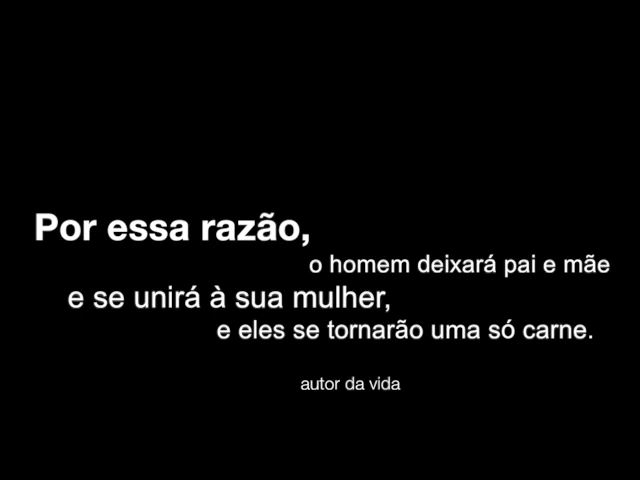 Por essa razão,
o homem deixará pai e mãe
e se unirá à sua mulher,
e eles se tornarão uma só carne.
autor da vida